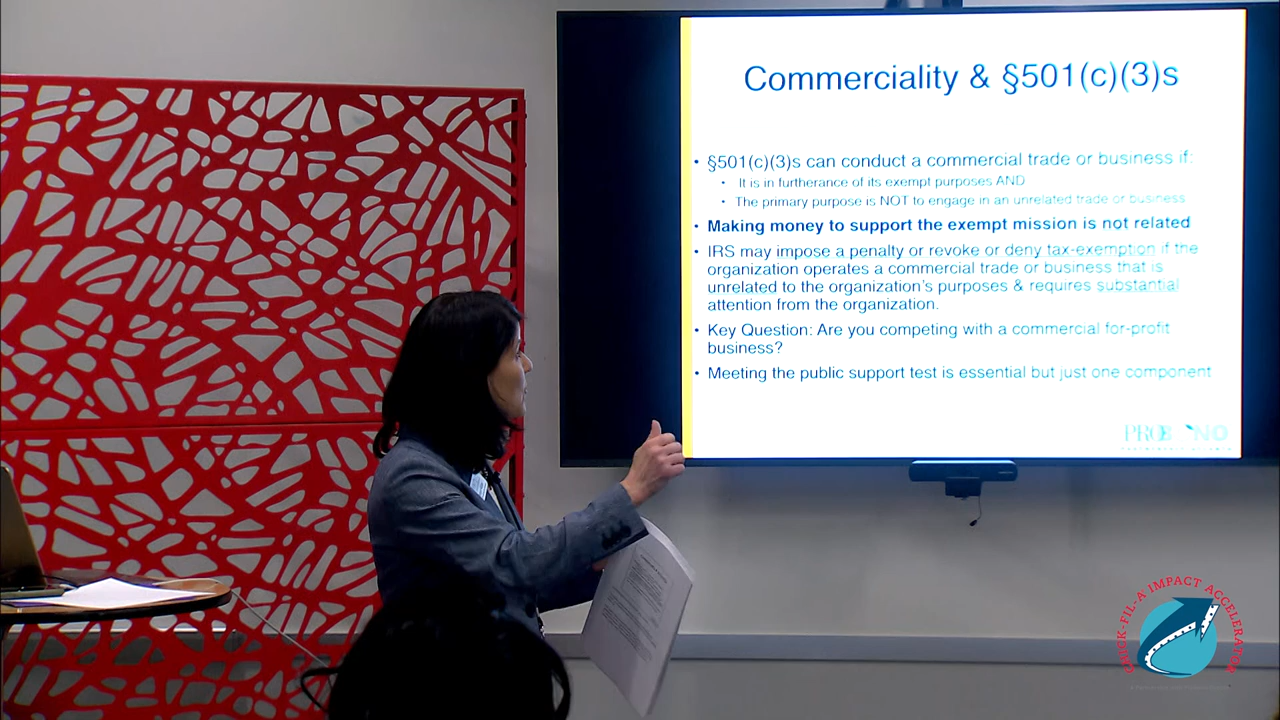 Commerciality & §501(c)(3)s
• §501(c)(3)s can conduct a commercial trade or business if:
• It is in furtherance of its exempt purposes AND
• The primary purpose is NOT to engage in an unrelated trade or business
• Making money to support the exempt mission is not related
• IRS may impose a penalty or revoke or deny tax-exemption if the
organization operates a commercial trade or business that is
unrelated to the organization's purposes & requires substantial
attention from the organization.
• Key Question: Are you competing with a commercial for-profit
business?
• Meeting the public support test is essential but just one component
CHICK-FIL-A IMPACT ACCELERATOR